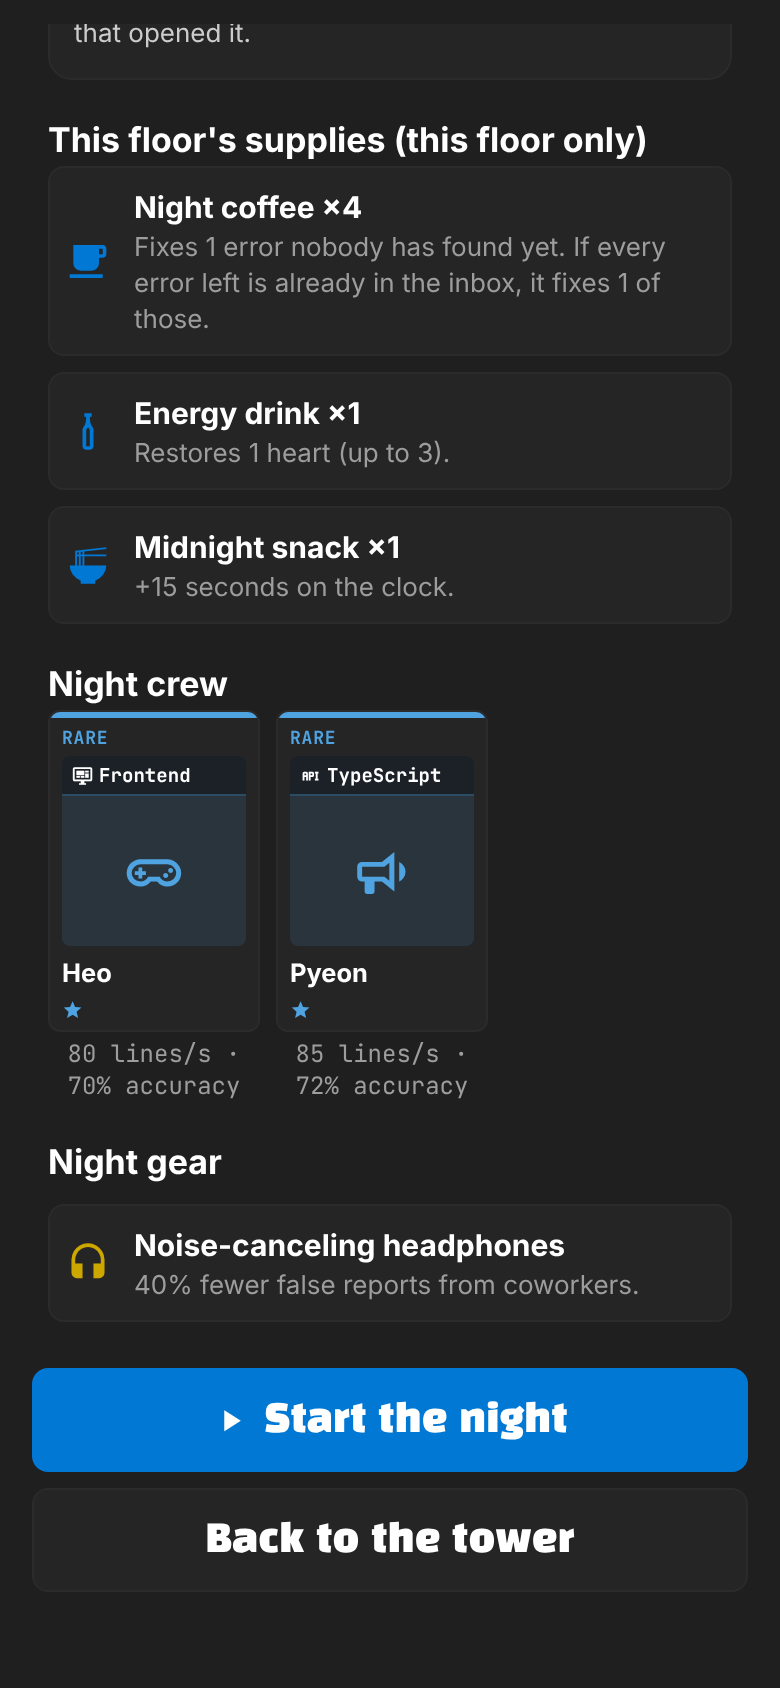 that opened it.
This floor's supplies (this floor only)
Night coffee ×4
Fixes 1 error nobody has found yet. If every
error left is already in the inbox, it fixes 1 of
those.
Energy drink ×1
Restores 1 heart (up to 3).
Midnight snack ×1
+15 seconds on the clock.
Night crew
RARE
Frontend
Heo
80 lines/s ·
70% accuracy
RARE
API TypeScript
Pyeon
85 lines/s ·
72% accuracy
Night gear
Noise-canceling headphones
40% fewer false reports from coworkers.
Start the night
Back to the tower